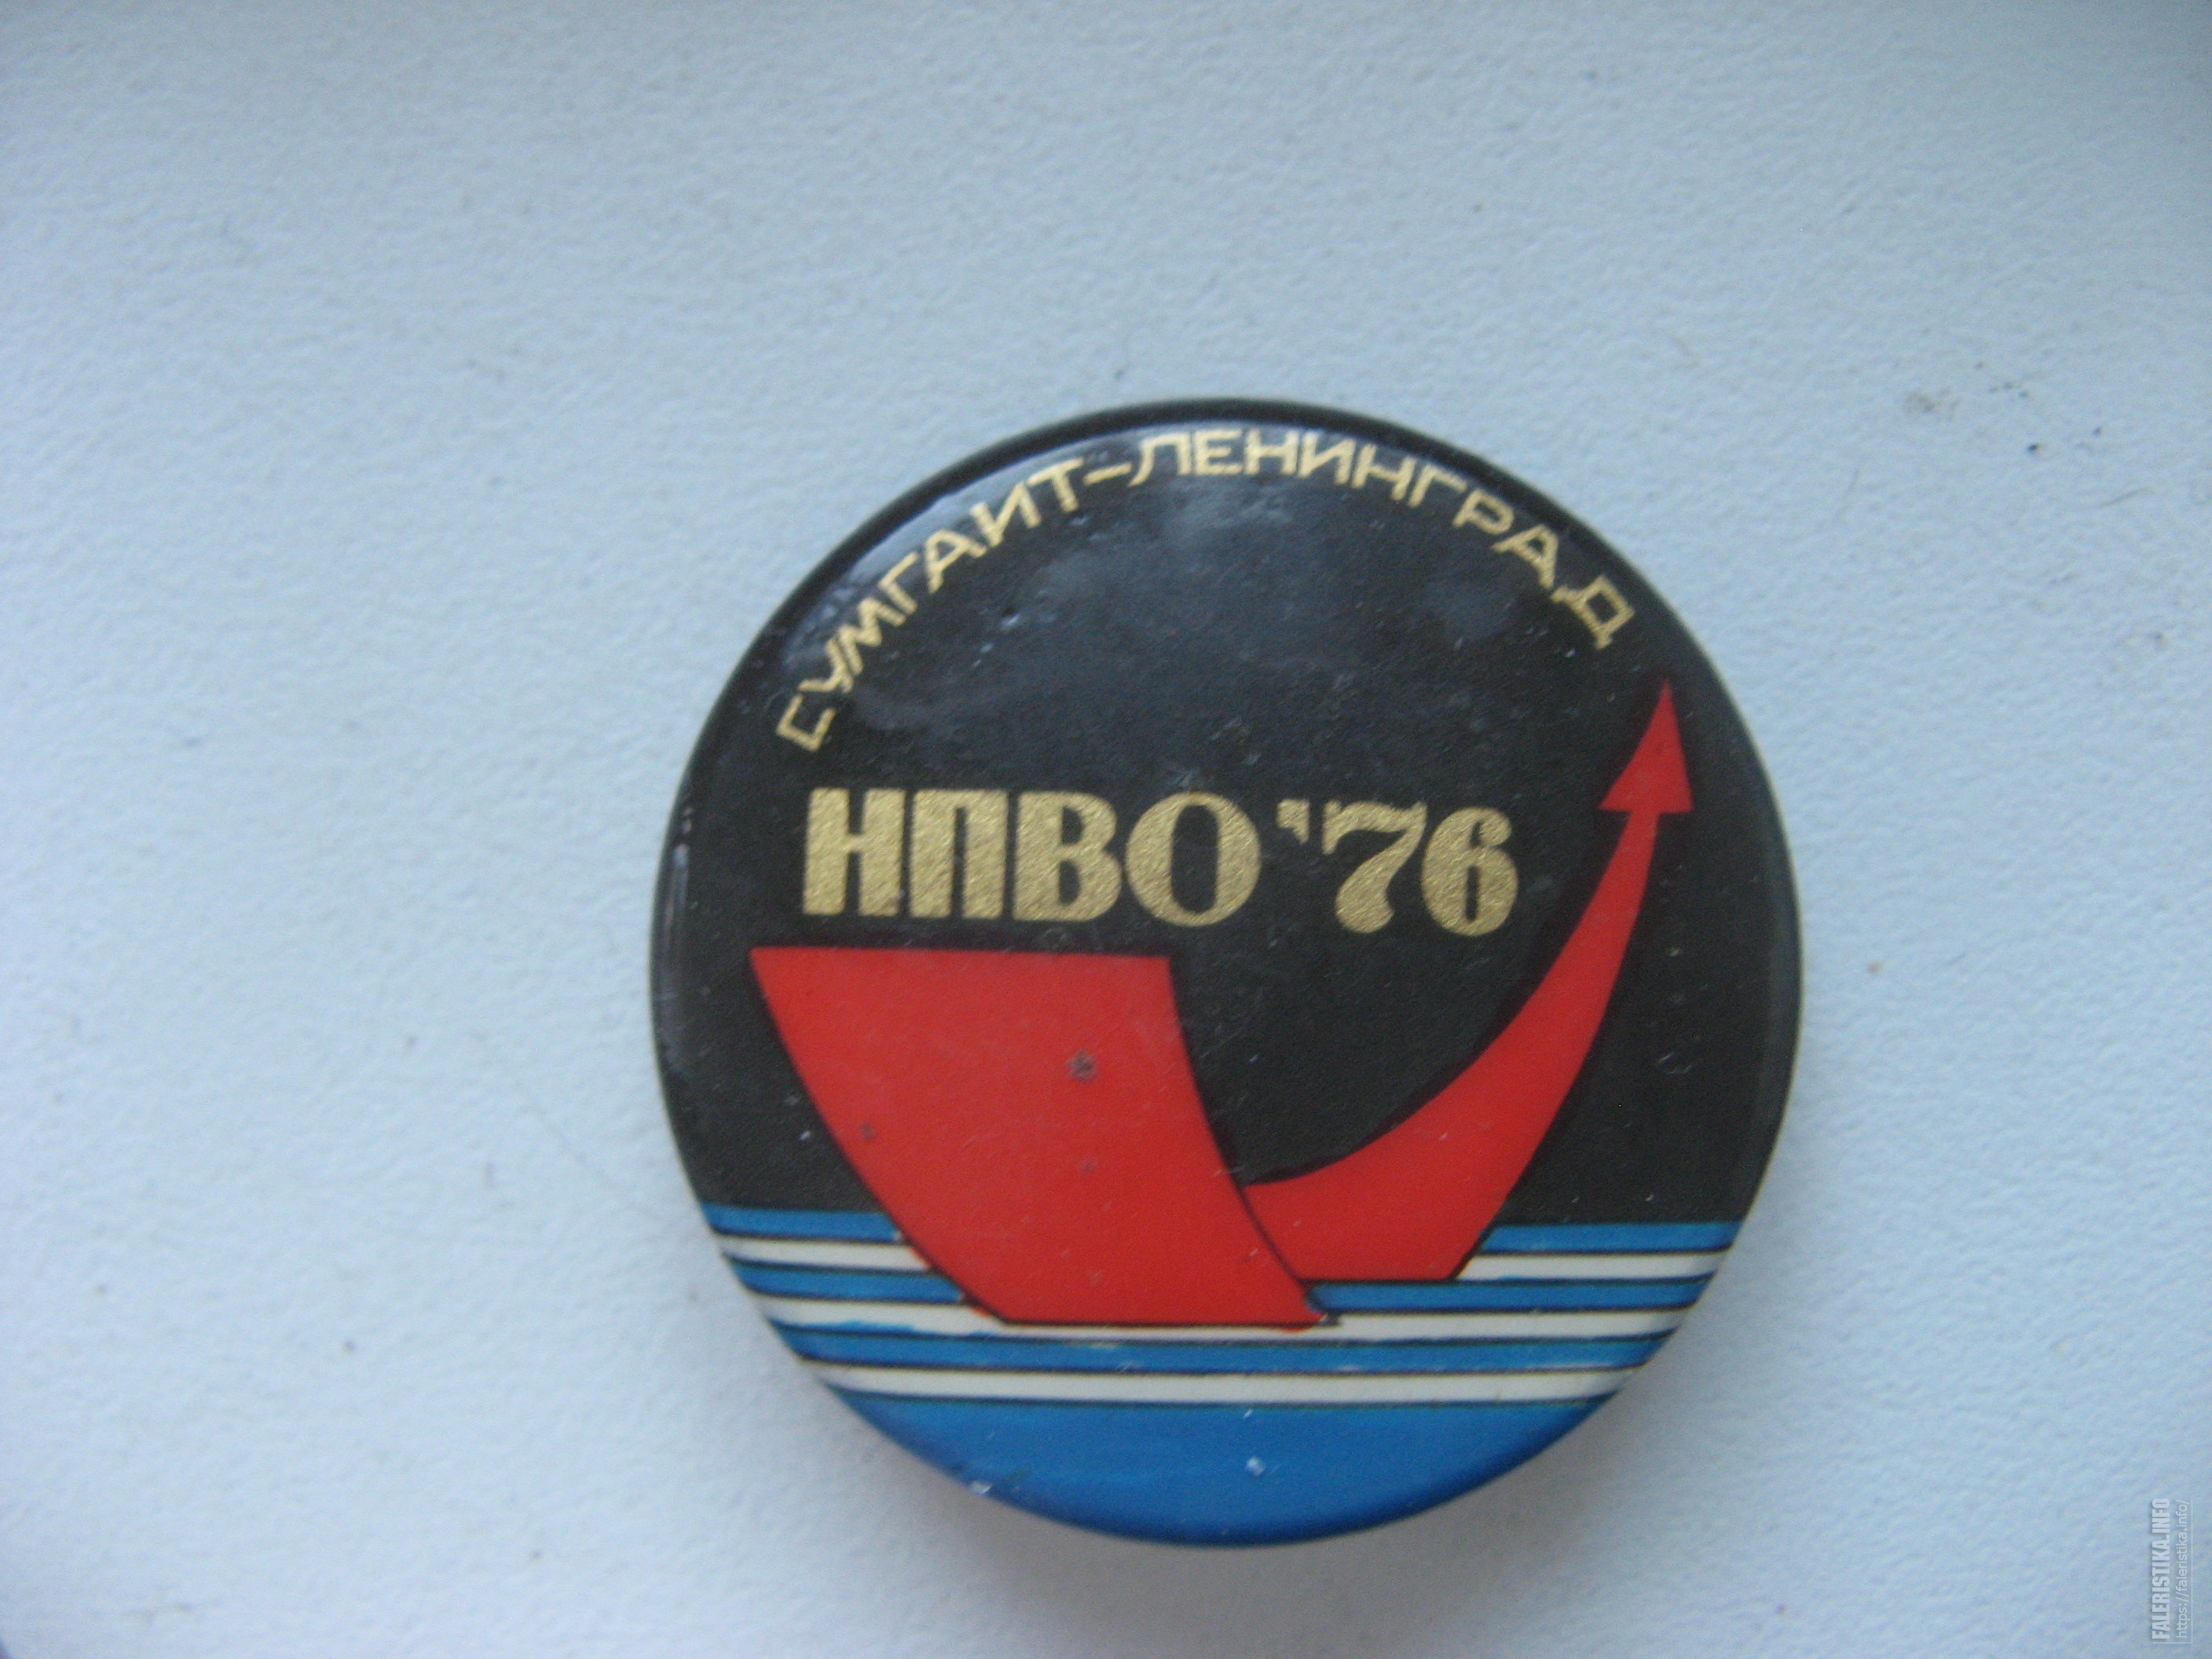 СУМГАИТ-ЛЕНИНГРАД
НПВО '76
FALERISTIKA.INFO
https://faleristika.info/